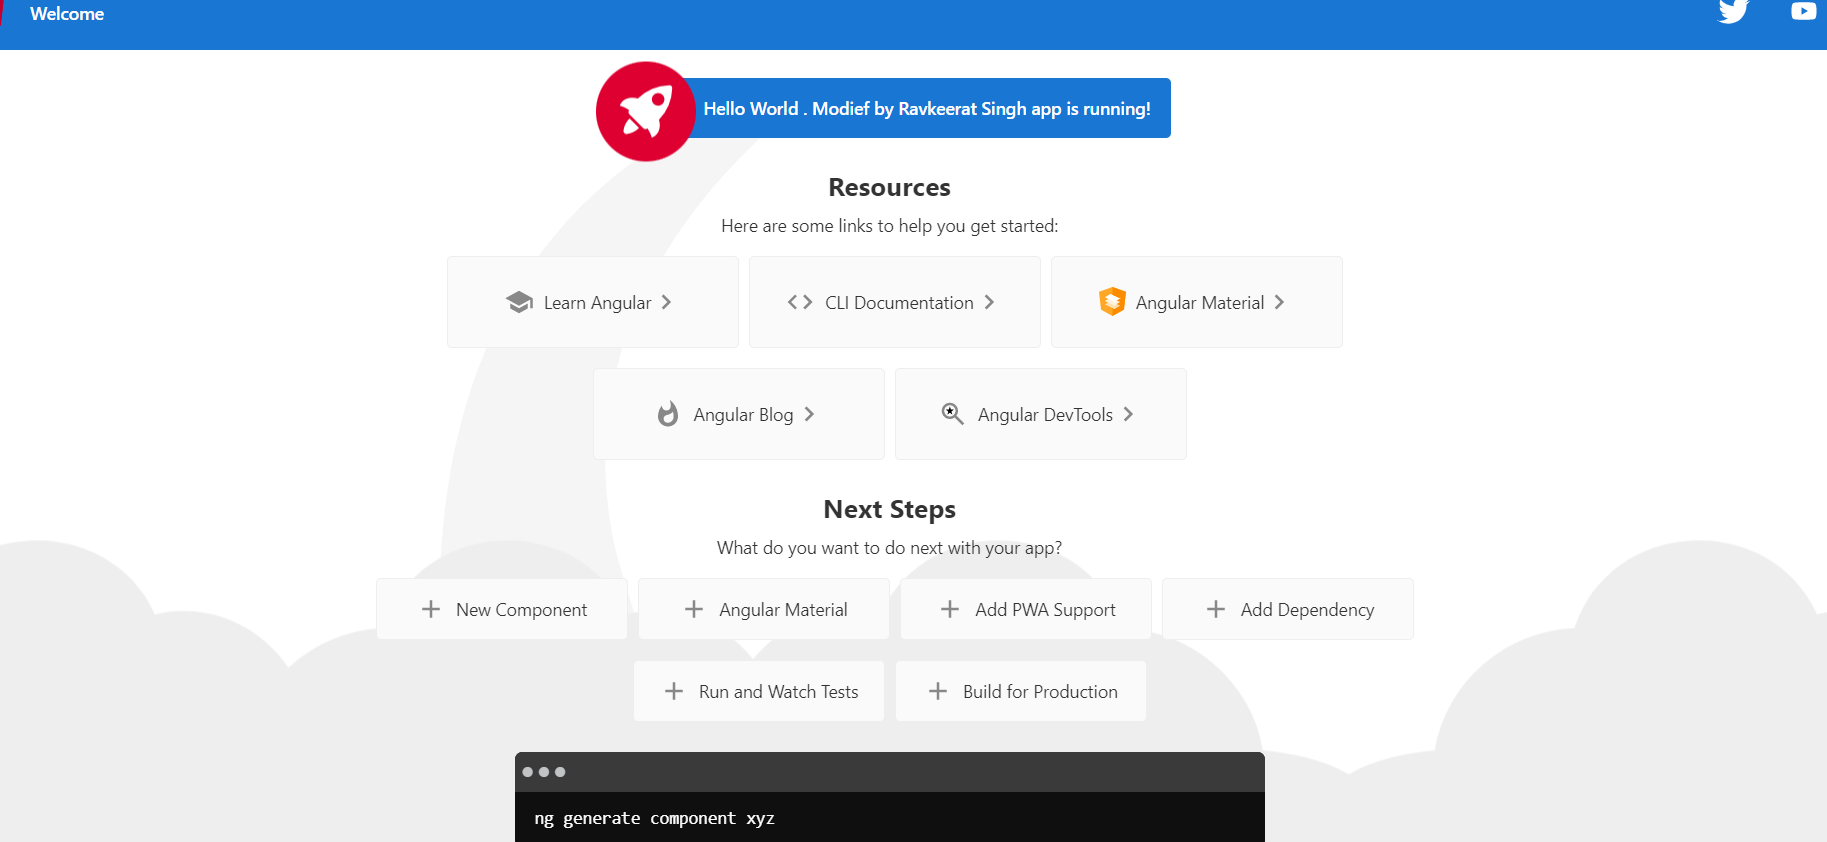 Welcome
Hello World . Modief by Ravkeerat Singh app is running!
Resources
Here are some links to help you get started:
Learn Angular
CLI Documentation
Angular Material
Angular Blog
Angular DevTools
Next Steps
What do you want to do next with your app?
New Component
Angular Material
Add PWA Support
Add Dependency
Run and Watch Tests
Build for Production
ng generate component xyz